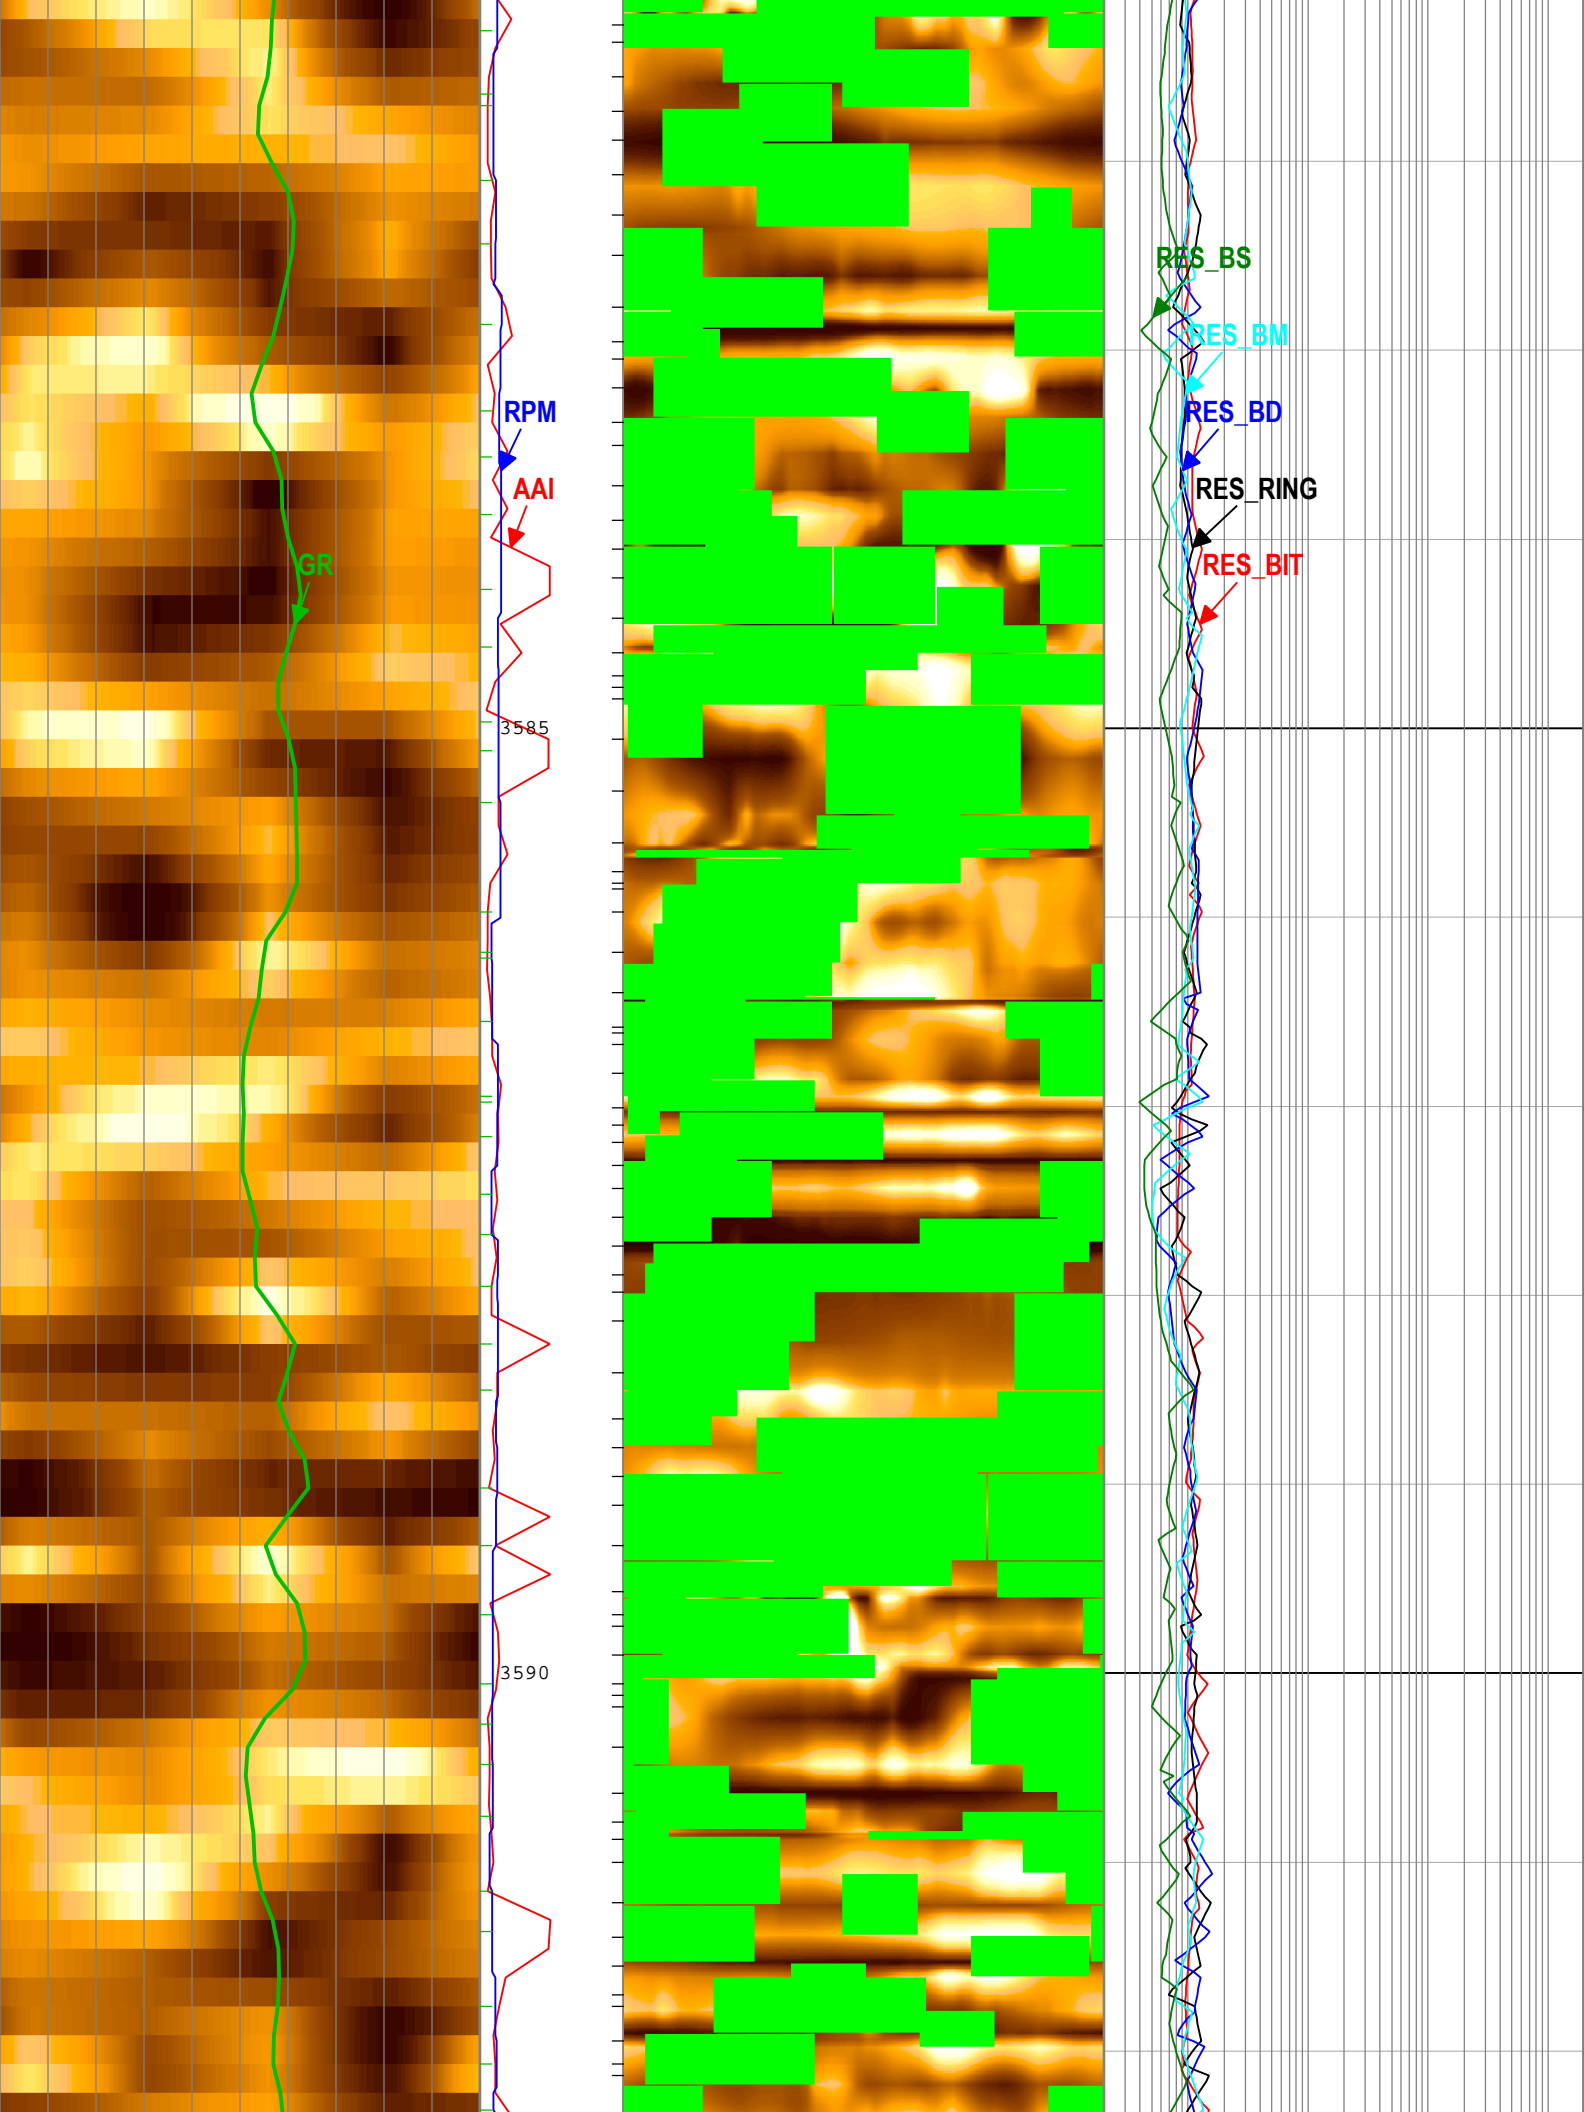 RES_BS
RES_BM
RPM
RES_BD
AAI
RES_RING
GR
RES_BIT
3585
3590